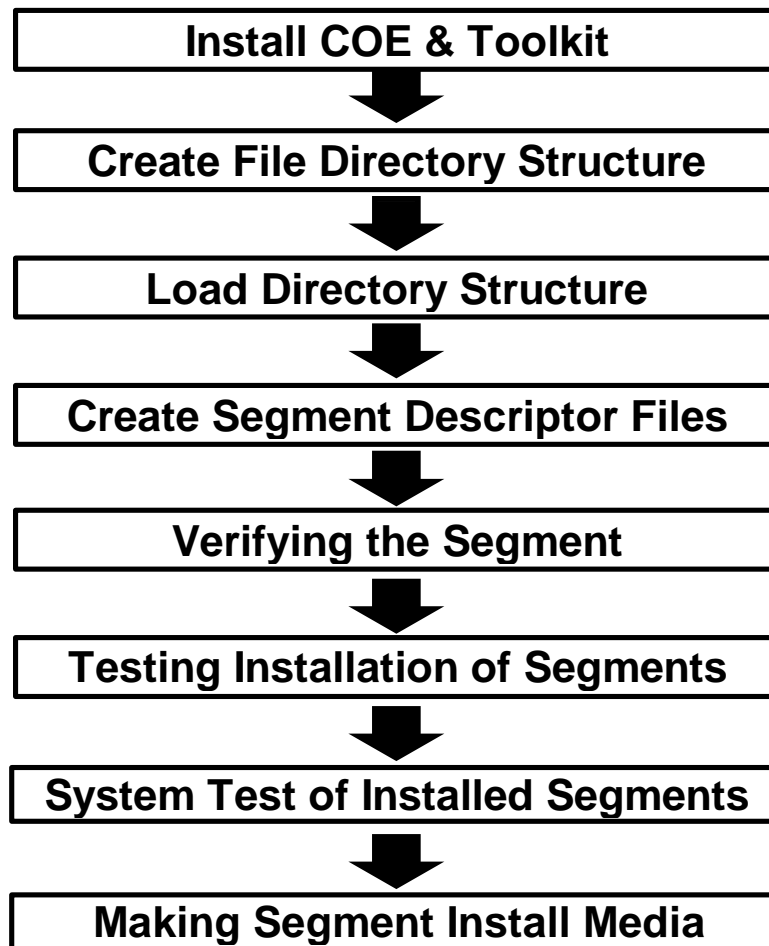 Install COE & Toolkit
Create File Directory Structure
Load Directory Structure
Create Segment Descriptor Files
Verifying the Segment
Testing Installation of Segments
System Test of Installed Segments
Making Segment Install Media